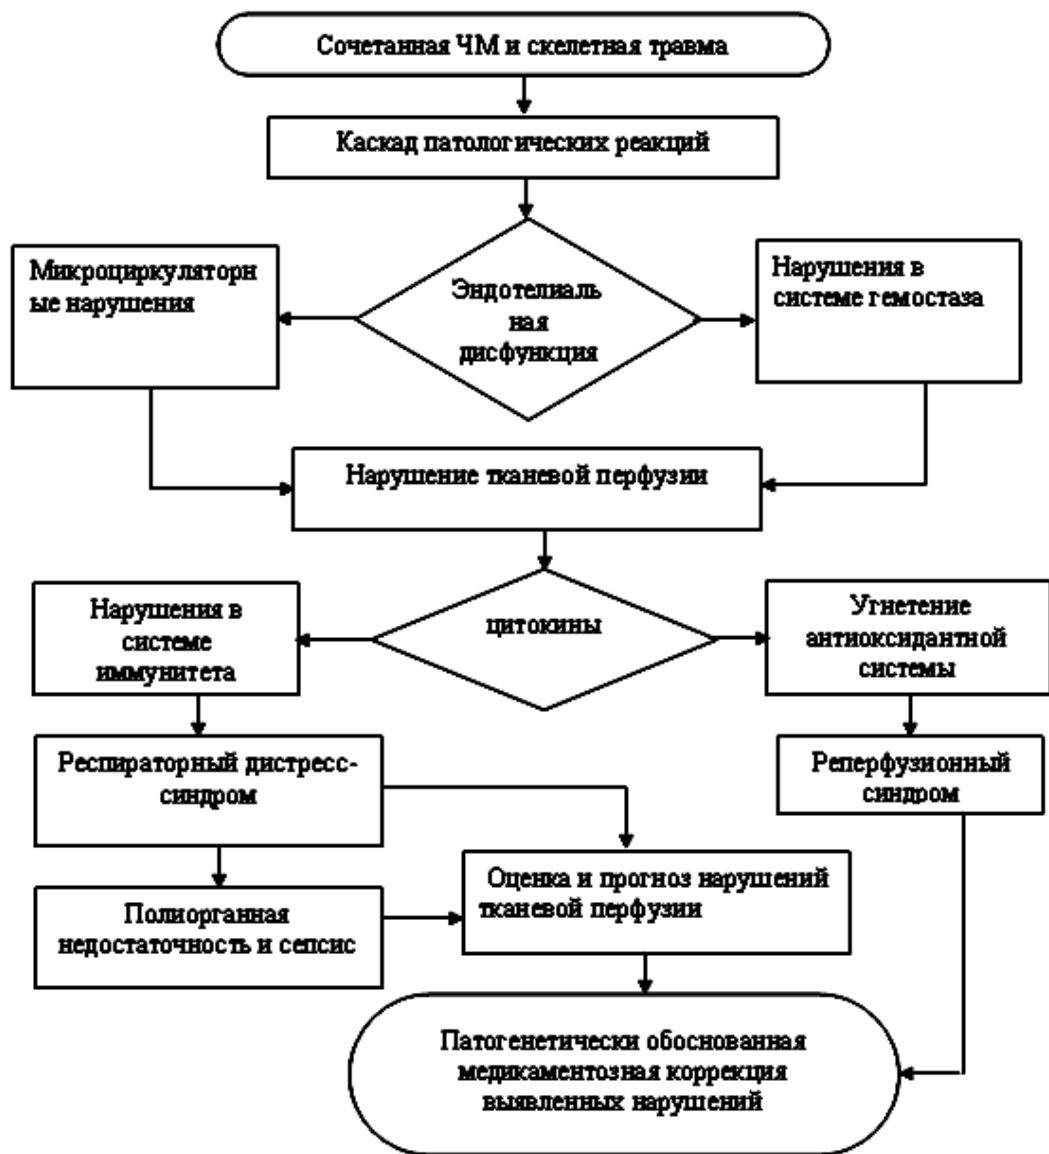 Сочетанная ЧМ и скелетная травма
Каскад патологических реакций
Микроциркуляторн
ые нарушения
Эндотелиаль
ная
дисфункция
Нарушения в
системе гемостаза
Нарушение тканевой перфузии
Нарушения в
системе
иммунитета
цитокины
Угнетение
антиоксидантной
системы
Респираторный дистресс-
синдром
Реперфузионный
синдром
Полиорганная
недостаточность и сепсис
Оценка и прогноз нарушений
тканевой перфузии
Патогенетически обоснованная
медикаментозная коррекция
выявленных нарушений